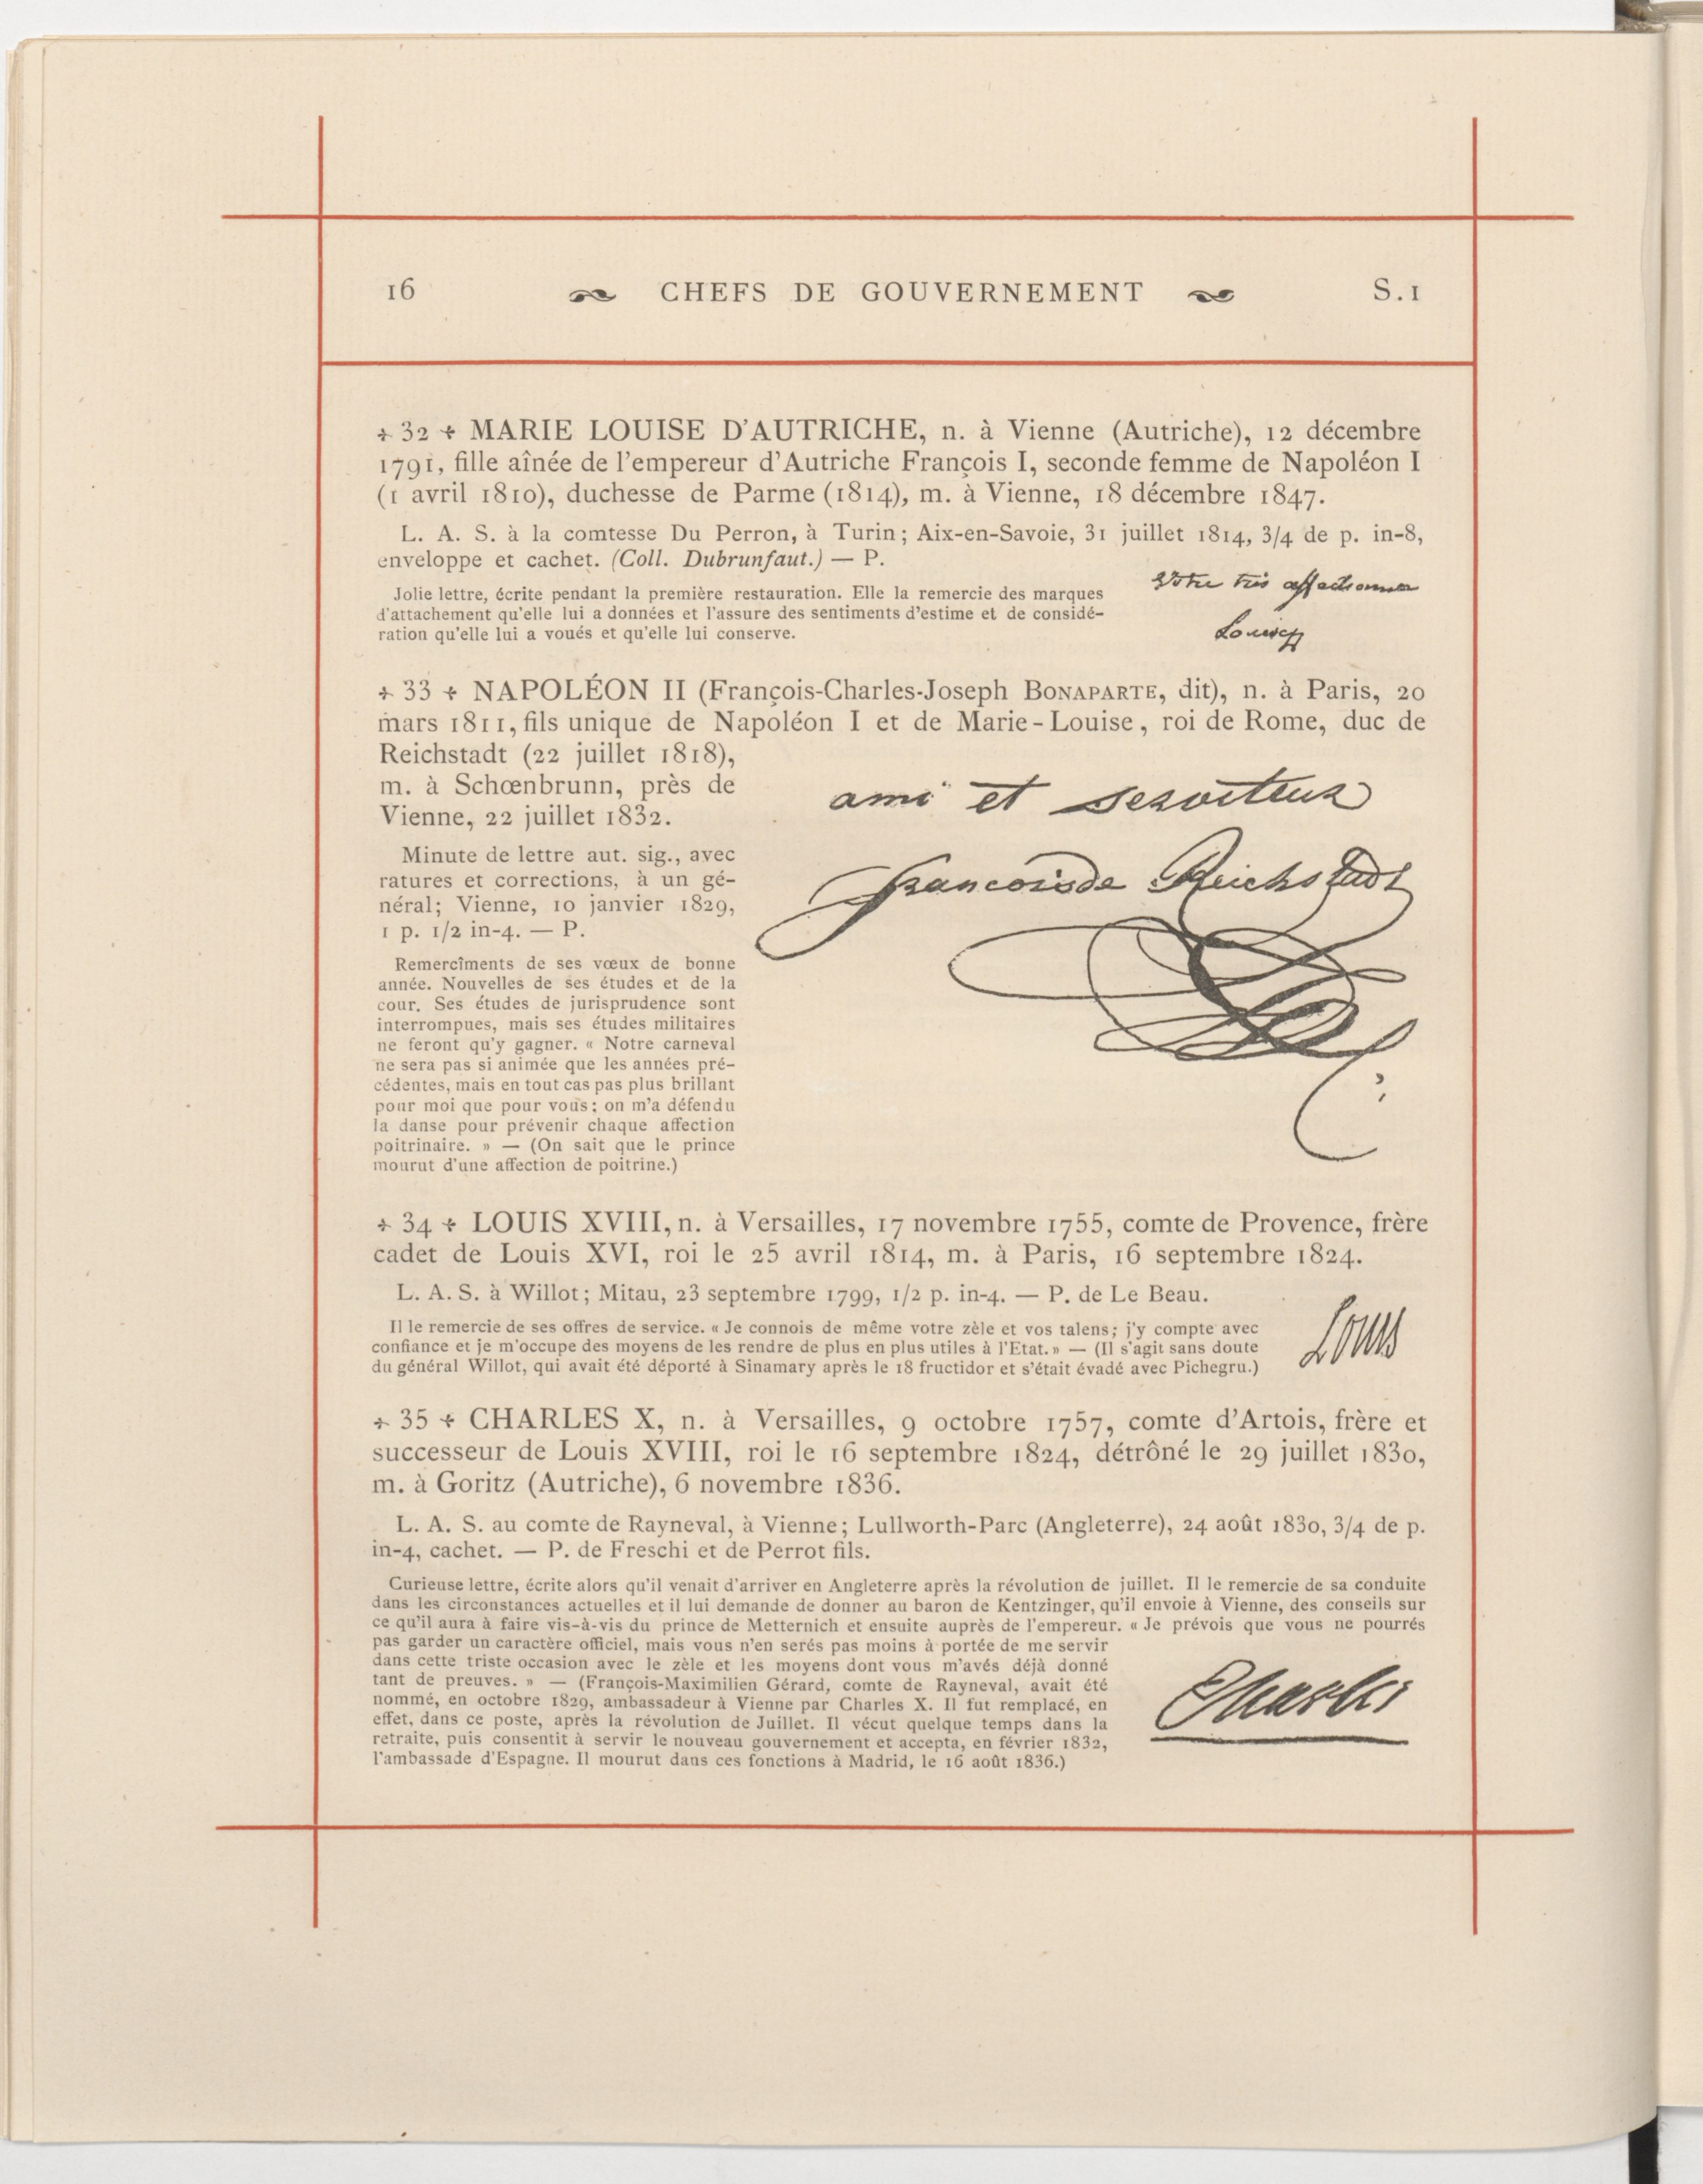 16 CHEFS DE GOUVERNEMENT S.1
+ 32 + MARIE LOUISE D'AUTRICHE, n. à Vienne (Autriche), 12 décembre
1791, fille aînée de l'empereur d'Autriche François I, seconde femme de Napoléon I
(1 avril 1810), duchesse de Parme (1814), m. à Vienne, 18 décembre 1847.
L. A. S. à la comtesse Du Perron, à Turin; Aix-en-Savoie, 31 juillet 1814, 3/4 de p. in-8,
enveloppe et cachet. (Coll. Dubrunfaut.) — P.
Jolie lettre, écrite pendant la première restauration. Elle la remercie des marques
d'attachement qu'elle lui a données et l'assure des sentiments d'estime et de considé-
ration qu'elle lui a voués et qu'elle lui conserve.
Votre très affectionnée
Louise
+ 33 + NAPOLÉON II (François-Charles-Joseph BONAPARTE, dit), n. à Paris, 20
mars 1811, fils unique de Napoléon I et de Marie-Louise, roi de Rome, duc de
Reichstadt (22 juillet 1818),
m. à Schœnbrunn, près de
Vienne, 22 juillet 1832.
Minute de lettre aut. sig., avec
ratures et corrections, à un gé-
néral; Vienne, 10 janvier 1829,
1 p. 1/2 in-4. — P.
Remercîments de ses vœux de bonne
année. Nouvelles de ses études et de la
cour. Ses études de jurisprudence sont
interrompues, mais ses études militaires
ne feront qu'y gagner. « Notre carneval
ne sera pas si animée que les années pré-
cédentes, mais en tout cas pas plus brillant
pour moi que pour vous; on m'a défendu
la danse pour prévenir chaque affection
poitrinaire. » — (On sait que le prince
mourut d'une affection de poitrine.)
ami et serviteur
francois de Reichstadt
+ 34 + LOUIS XVIII, n. à Versailles, 17 novembre 1755, comte de Provence, frère
cadet de Louis XVI, roi le 25 avril 1814, m. à Paris, 16 septembre 1824.
L. A. S. à Willot; Mitau, 23 septembre 1799, 1/2 p. in-4. — P. de Le Beau.
Il le remercie de ses offres de service. « Je connois de même votre zèle et vos talens; j'y compte avec
confiance et je m'occupe des moyens de les rendre de plus en plus utiles à l'Etat. » — (Il s'agit sans doute
du général Willot, qui avait été déporté à Sinamary après le 18 fructidor et s'était évadé avec Pichegru.)
Louis
+ 35 + CHARLES X, n. à Versailles, 9 octobre 1757, comte d'Artois, frère et
successeur de Louis XVIII, roi le 16 septembre 1824, détrôné le 29 juillet 1830,
m. à Goritz (Autriche), 6 novembre 1836.
L. A. S. au comte de Rayneval, à Vienne; Lullworth-Parc (Angleterre), 24 août 1830, 3/4 de p.
in-4, cachet. — P. de Freschi et de Perrot fils.
Curieuse lettre, écrite alors qu'il venait d'arriver en Angleterre après la révolution de juillet. Il le remercie de sa conduite
dans les circonstances actuelles et il lui demande de donner au baron de Kentzinger, qu'il envoie à Vienne, des conseils sur
ce qu'il aura à faire vis-à-vis du prince de Metternich et ensuite auprès de l'empereur. « Je prévois que vous ne pourrés
pas garder un caractère officiel, mais vous n'en serés pas moins à portée de me servir
dans cette triste occasion avec le zèle et les moyens dont vous m'avés déjà donné
tant de preuves. » — (François-Maximilien Gérard, comte de Rayneval, avait été
nommé, en octobre 1829, ambassadeur à Vienne par Charles X. Il fut remplacé, en
effet, dans ce poste, après la révolution de Juillet. Il vécut quelque temps dans la
retraite, puis consentit à servir le nouveau gouvernement et accepta, en février 1832,
l'ambassade d'Espagne. Il mourut dans ces fonctions à Madrid, le 16 août 1836.)
Charles